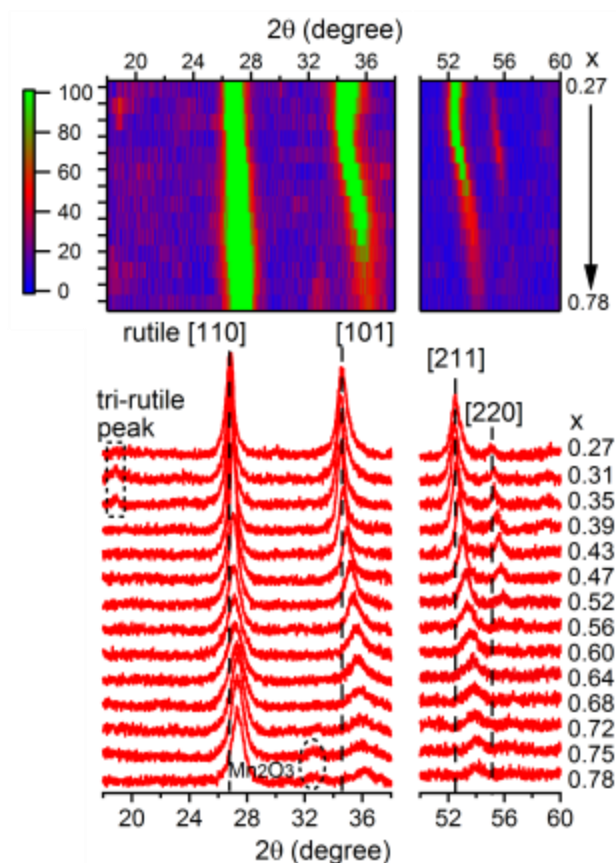 2θ (degree)
18 20 24 28 32 36 52 56 60 x
100
80
60
40
20
0
0.27
0.78
rutile [110] [101]
[211]
[220]
tri-rutile
peak
x
0.27
0.31
0.35
0.39
0.43
0.47
0.52
0.56
0.60
0.64
0.68
0.72
0.75
0.78
Mn2O3
20 24 28 32 36 52 56 60
2θ (degree)